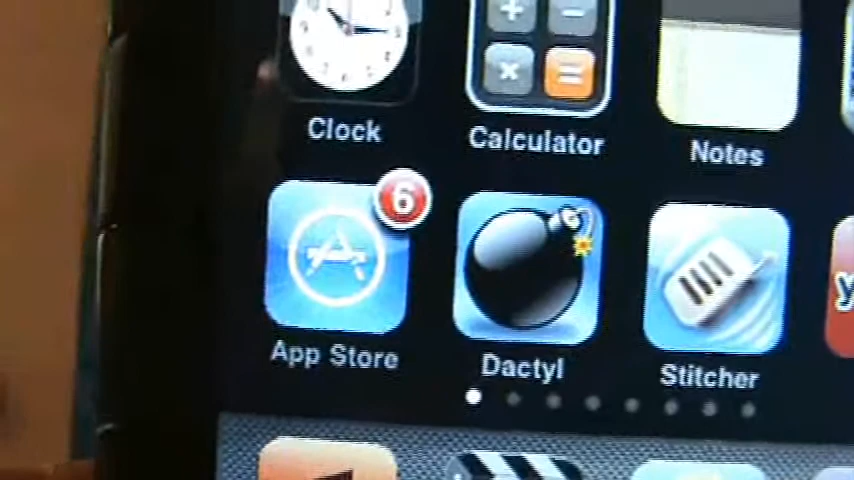 Clock
Calculator
Notes
6
App Store
Dactyl
Stitcher
y